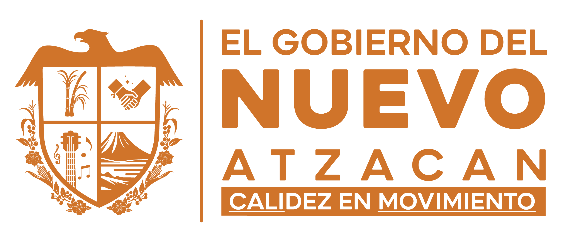 EL GOBIERNO DEL
NUEVO
ATZACAN
CALIDEZ EN MOVIMIENTO